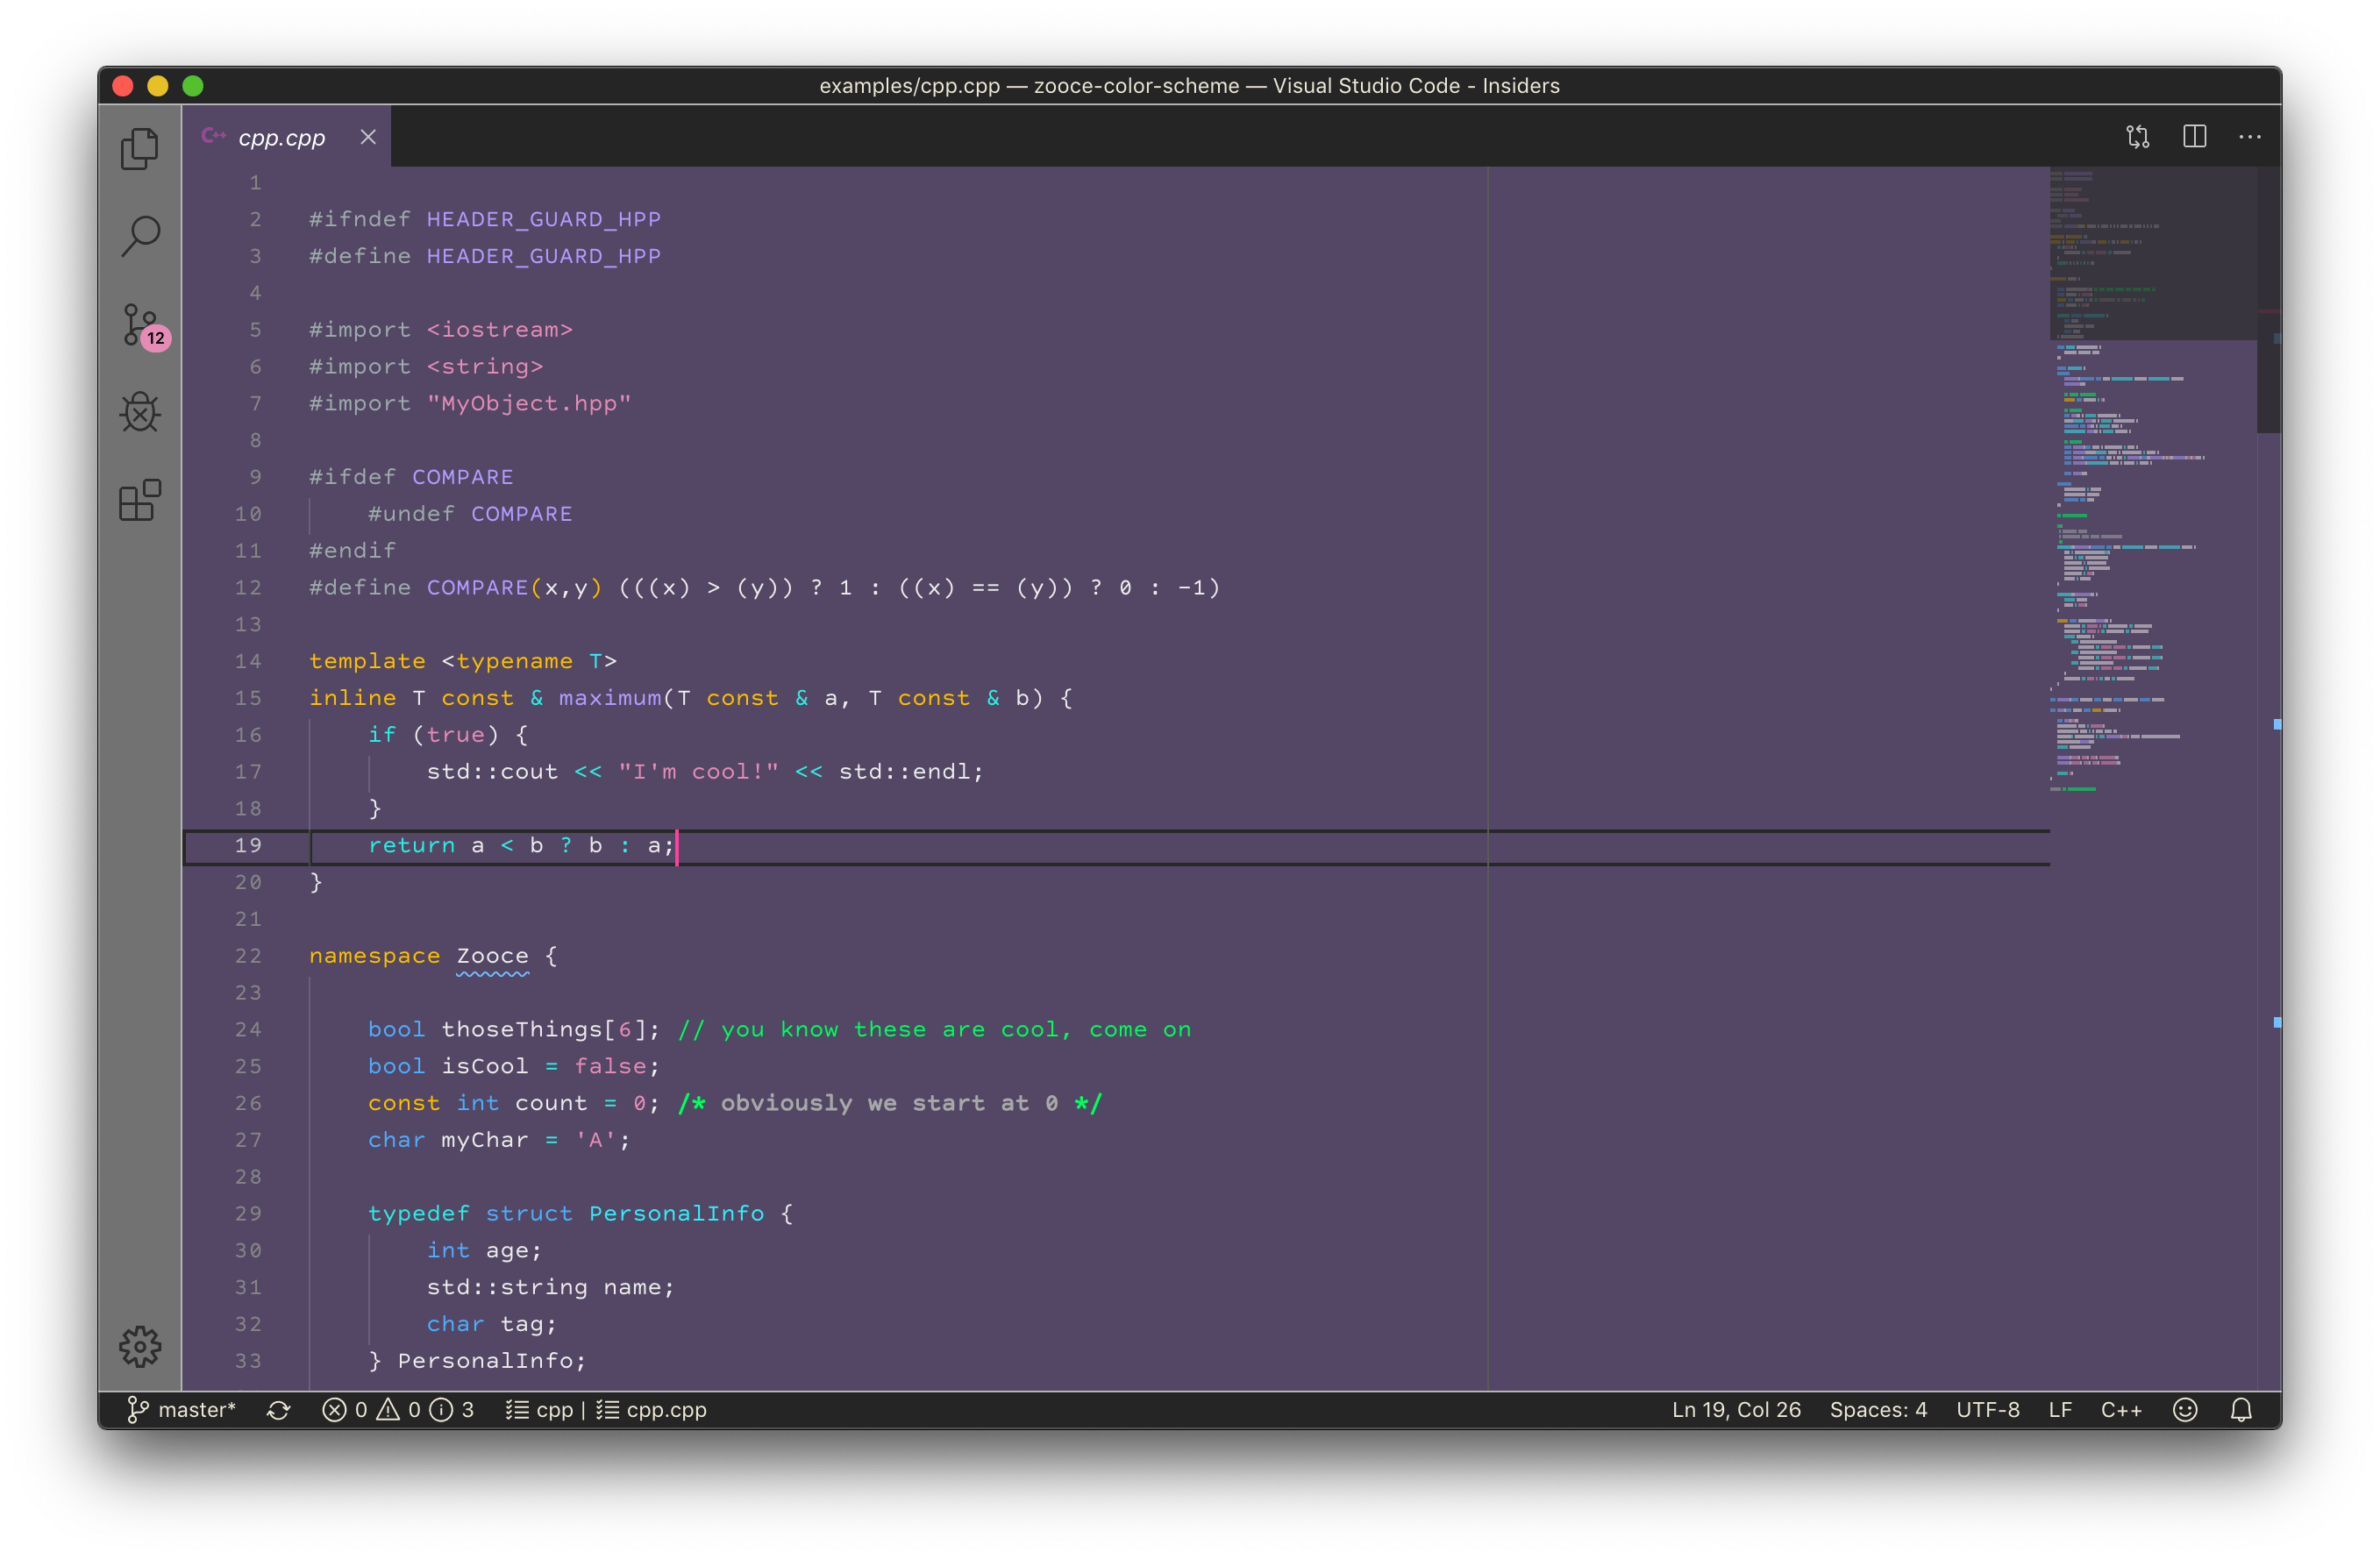 examples/cpp.cpp — zooce-color-scheme — Visual Studio Code - Insiders
C++ cpp.cpp
12
1
2 #ifndef HEADER_GUARD_HPP
3 #define HEADER_GUARD_HPP
4
5 #import <iostream>
6 #import <string>
7 #import "MyObject.hpp"
8
9 #ifdef COMPARE
10     #undef COMPARE
11 #endif
12 #define COMPARE(x,y) (((x) > (y)) ? 1 : ((x) == (y)) ? 0 : -1)
13
14 template <typename T>
15 inline T const & maximum(T const & a, T const & b) {
16     if (true) {
17         std::cout << "I'm cool!" << std::endl;
18     }
19     return a < b ? b : a;
20 }
21
22 namespace Zooce {
23
24     bool thoseThings[6]; // you know these are cool, come on
25     bool isCool = false;
26     const int count = 0; /* obviously we start at 0 */
27     char myChar = 'A';
28
29     typedef struct PersonalInfo {
30         int age;
31         std::string name;
32         char tag;
33     } PersonalInfo;
master* 0 0 3 cpp | cpp.cpp Ln 19, Col 26 Spaces: 4 UTF-8 LF C++